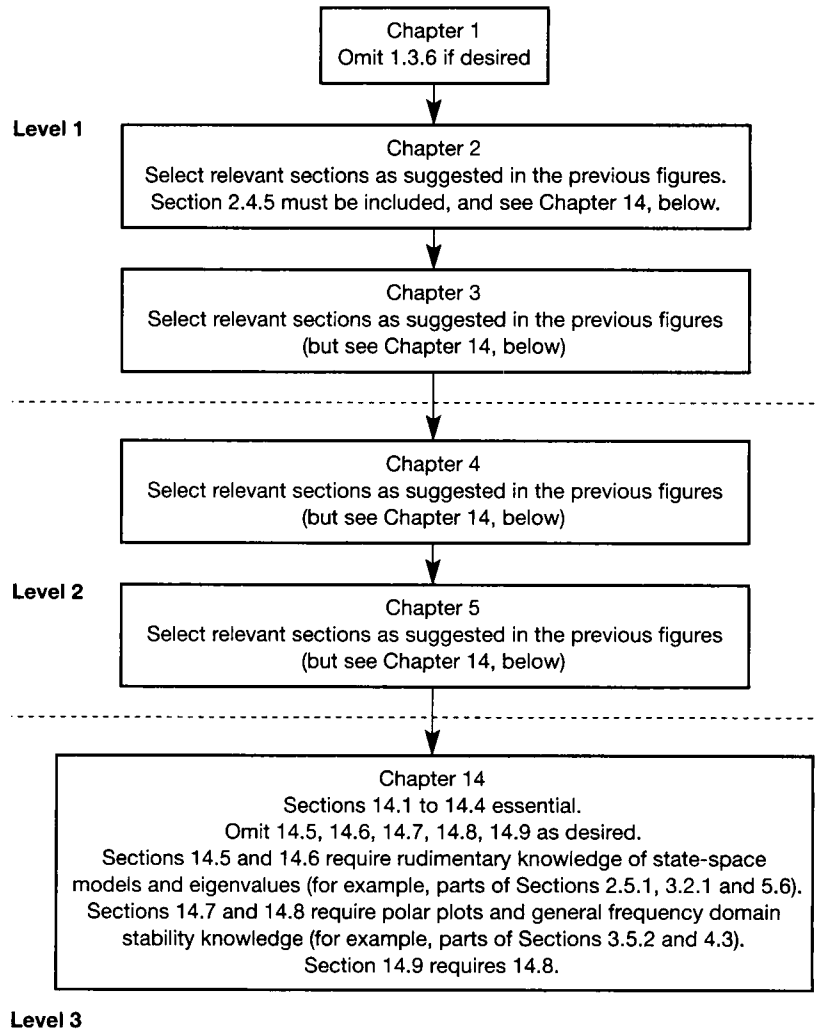 Chapter 1
Omit 1.3.6 if desired
Level 1
Chapter 2
Select relevant sections as suggested in the previous figures.
Section 2.4.5 must be included, and see Chapter 14, below.
Chapter 3
Select relevant sections as suggested in the previous figures
(but see Chapter 14, below)
Chapter 4
Select relevant sections as suggested in the previous figures
(but see Chapter 14, below)
Level 2
Chapter 5
Select relevant sections as suggested in the previous figures
(but see Chapter 14, below)
Chapter 14
Sections 14.1 to 14.4 essential.
Omit 14.5, 14.6, 14.7, 14.8, 14.9 as desired.
Sections 14.5 and 14.6 require rudimentary knowledge of state-space
models and eigenvalues (for example, parts of Sections 2.5.1, 3.2.1 and 5.6).
Sections 14.7 and 14.8 require polar plots and general frequency domain
stability knowledge (for example, parts of Sections 3.5.2 and 4.3).
Section 14.9 requires 14.8.
Level 3